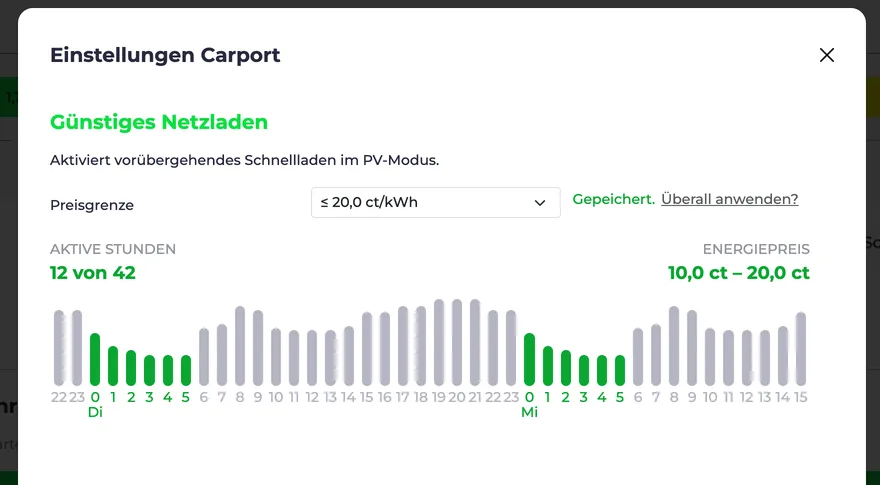 Einstellungen Carport
Günstiges Netzladen
Aktiviert vorübergehendes Schnellladen im PV-Modus.
Preisgrenze ≤ 20,0 ct/kWh Gepeichert. Überall anwenden?
AKTIVE STUNDEN ENERGIEPREIS
12 von 42 10,0 ct – 20,0 ct
22 23 0 1 2 3 4 5 6 7 8 9 10 11 12 13 14 15 16 17 18 19 20 21 22 23 0 1 2 3 4 5 6 7 8 9 10 11 12 13 14 15
Di Mi